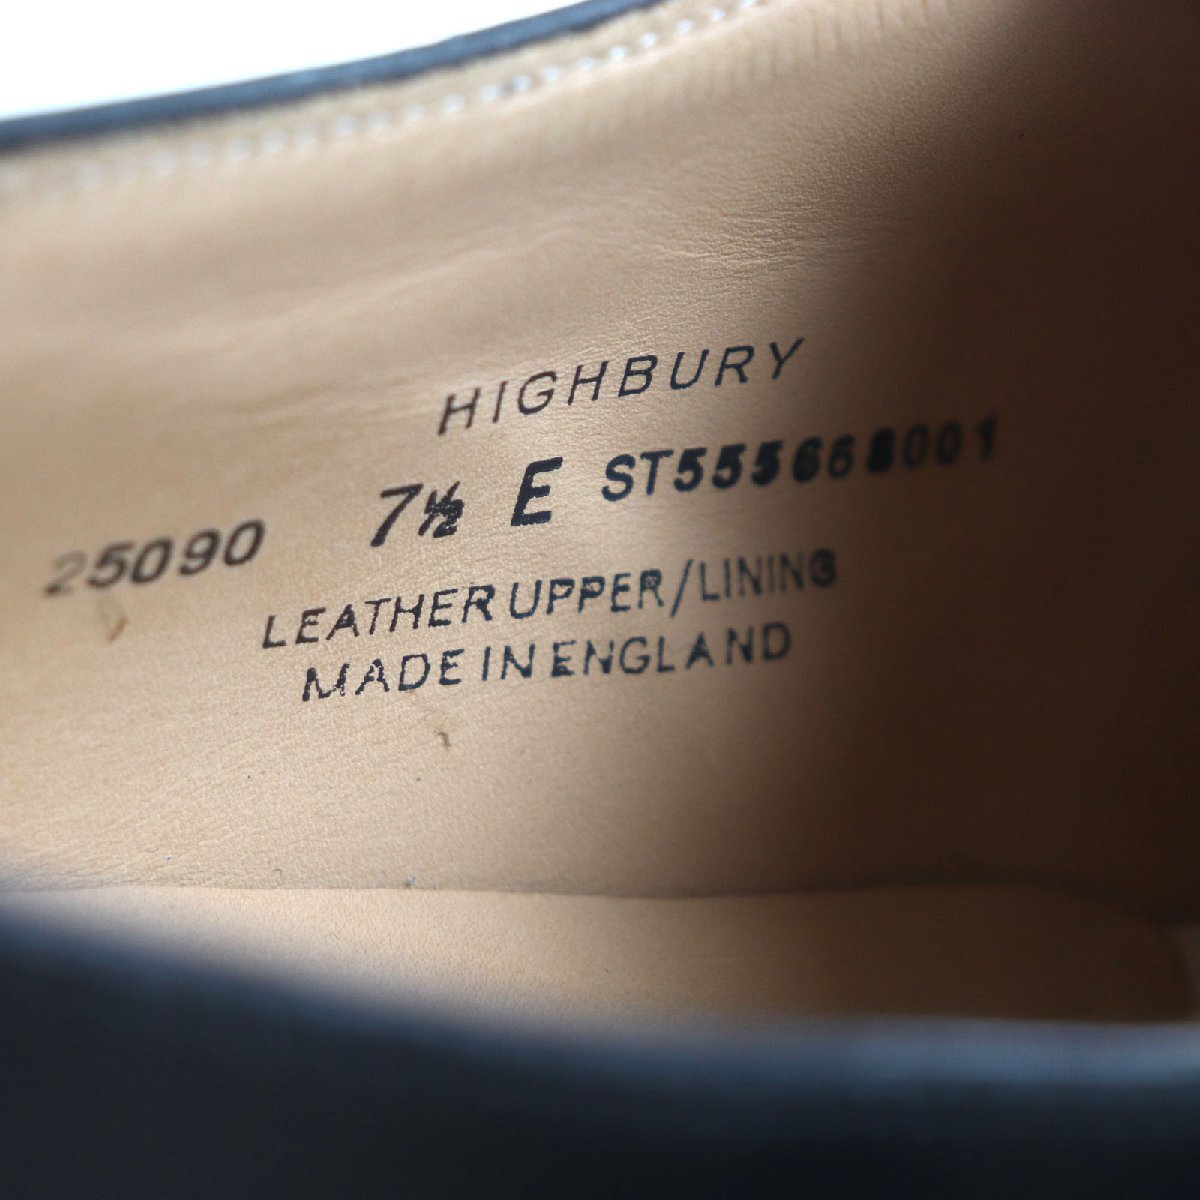 HIGHBURY
25090 7½ E ST555668001
LEATHER UPPER/LINING
MADE IN ENGLAND